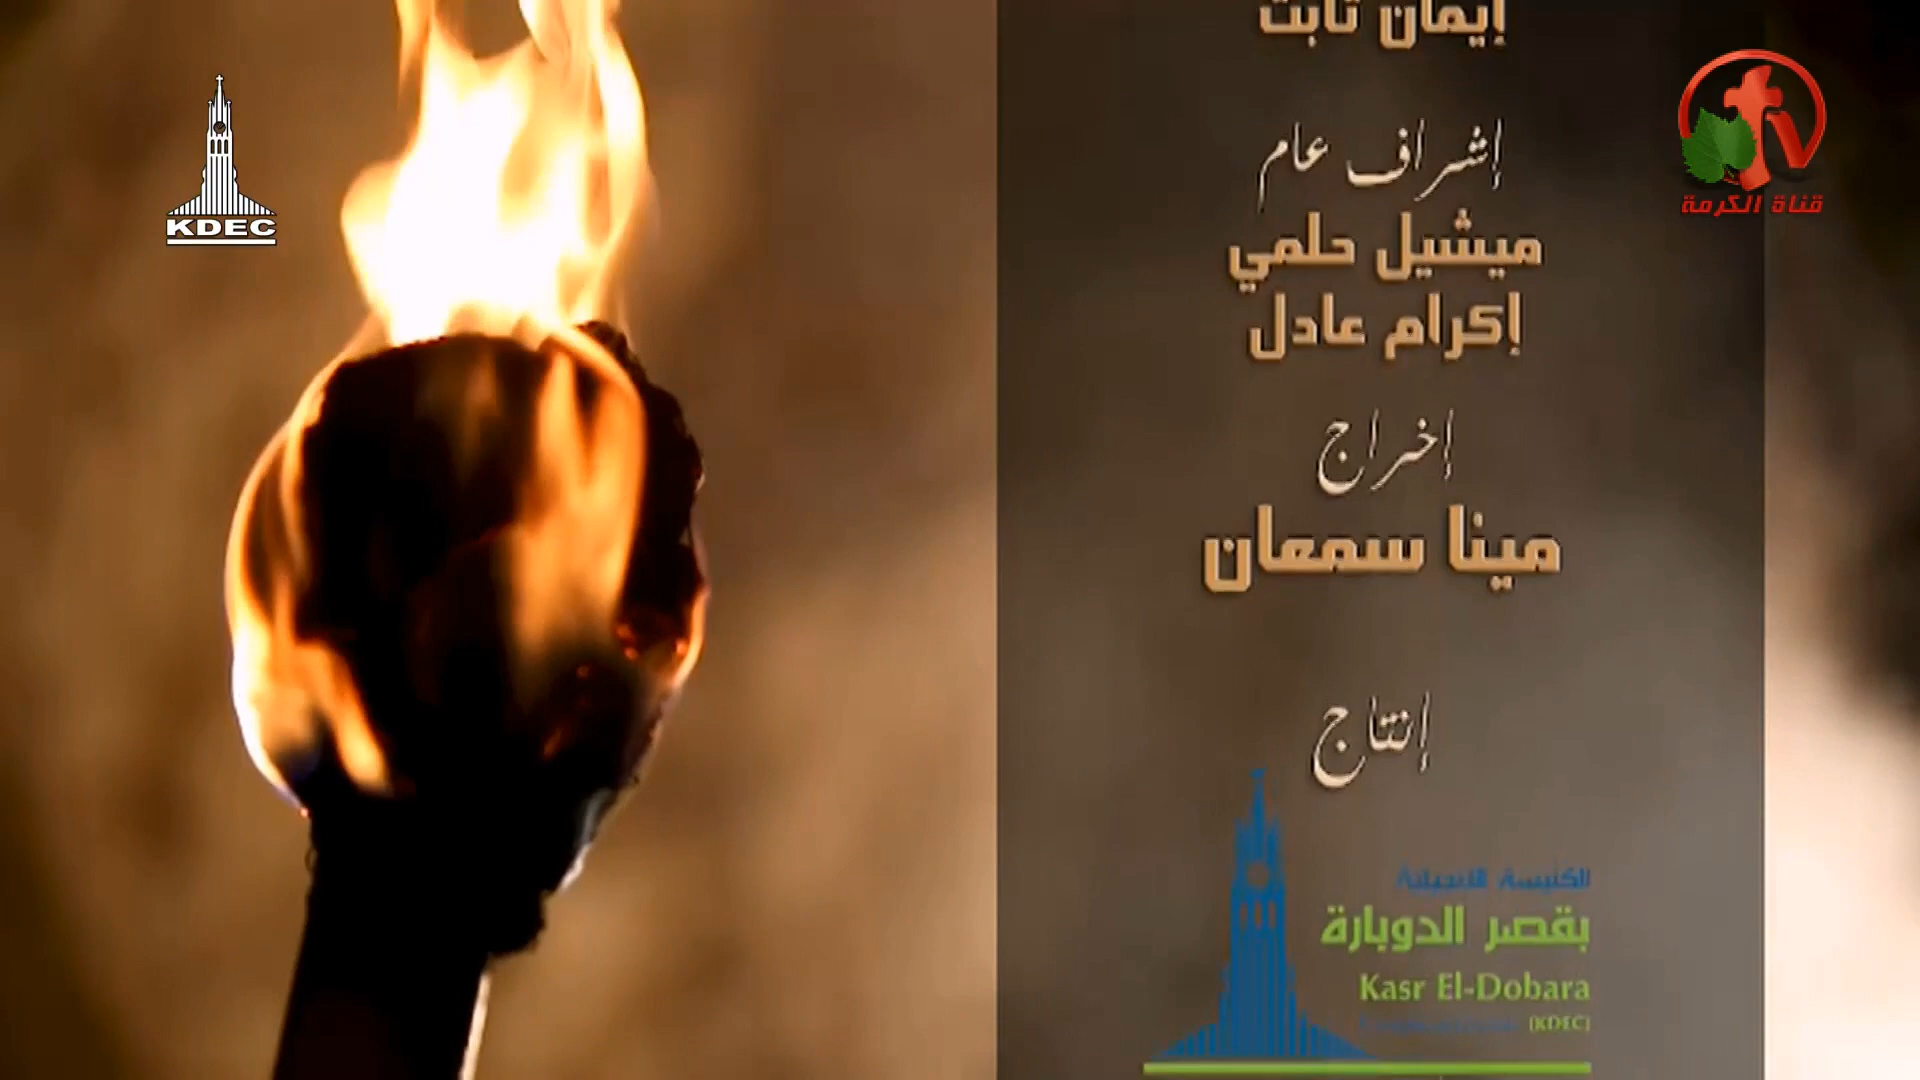 إيمان ثابت
إشراف عام
ميشيل حلمي
إكرام عادل
إخراج
مينا سمعان
إنتاج
الكنيسة الإنجيلية
بقصر الدوبارة
Kasr El-Dobara
(KDEC)
KDEC
tv
قناة الكرمة